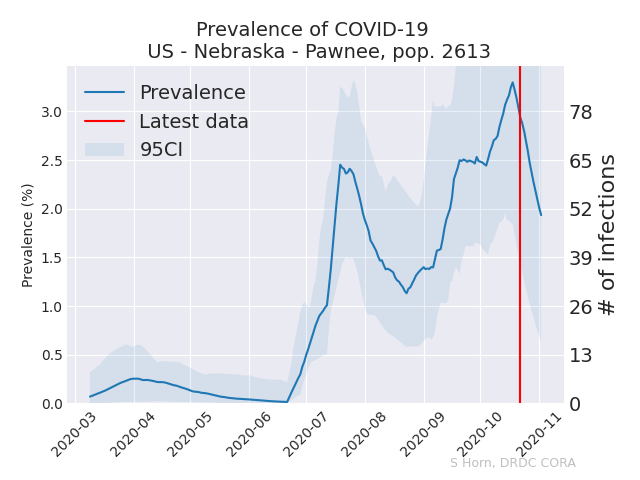 Prevalence of COVID-19
US - Nebraska - Pawnee, pop. 2613
Prevalence
Latest data
95CI
Prevalence (%)
3.0
2.5
2.0
1.5
1.0
0.5
0.0
78
65
52
39
26
13
0
# of infections
2020-03
2020-04
2020-05
2020-06
2020-07
2020-08
2020-09
2020-10
2020-11
S Horn, DRDC CORA